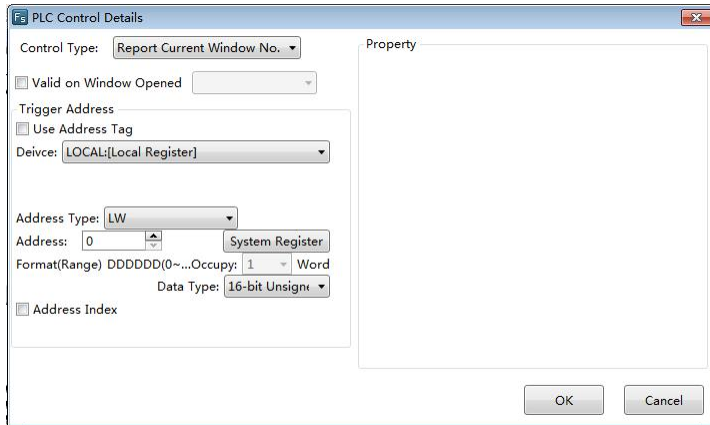 Fs PLC Control Details
Control Type: Report Current Window No.
Property
Valid on Window Opened
Trigger Address
Use Address Tag
Deivce: LOCAL:[Local Register]
Address Type: LW
Address: 0 System Register
Format(Range) DDDDDD(0~...Occupy: 1 Word
Data Type: 16-bit Unsigne
Address Index
OK Cancel